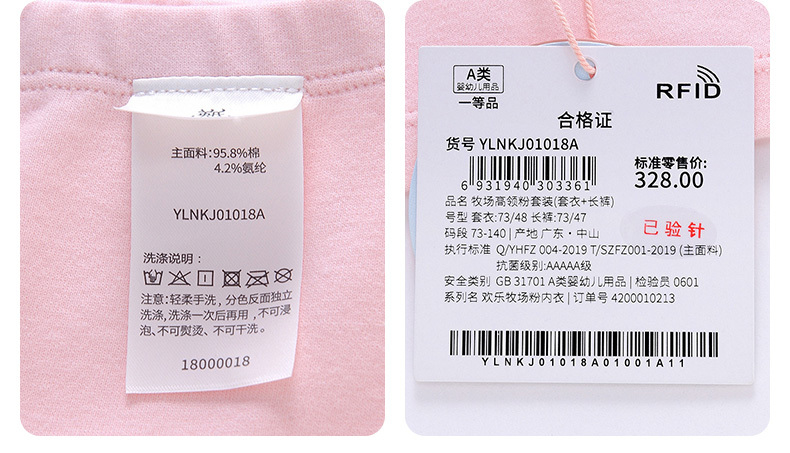 主面料:95.8%棉
4.2%氨纶
YLNKJ01018A
洗涤说明:
注意:轻柔手洗, 分色反面独立
洗涤,洗涤一次后再用 ,不可浸
泡、不可熨烫、不可干洗。
18000018
A类
婴幼儿用品
一等品
RFID
合格证
货号 YLNKJ01018A
6 931940 303361
标准零售价:
328.00
品名 牧场高领粉套装(套衣+长裤)
号型 套衣:73/48 长裤:73/47
码段 73-140 | 产地 广东·中山
已验针
执行标准 Q/YHFZ 004-2019 T/SZFZ001-2019 (主面料)
抗菌级别:AAAAA级
安全类别 GB 31701 A类婴幼儿用品 | 检验员 0601
系列名 欢乐牧场粉内衣 | 订单号 4200010213
YLNKJ01018A01001A11